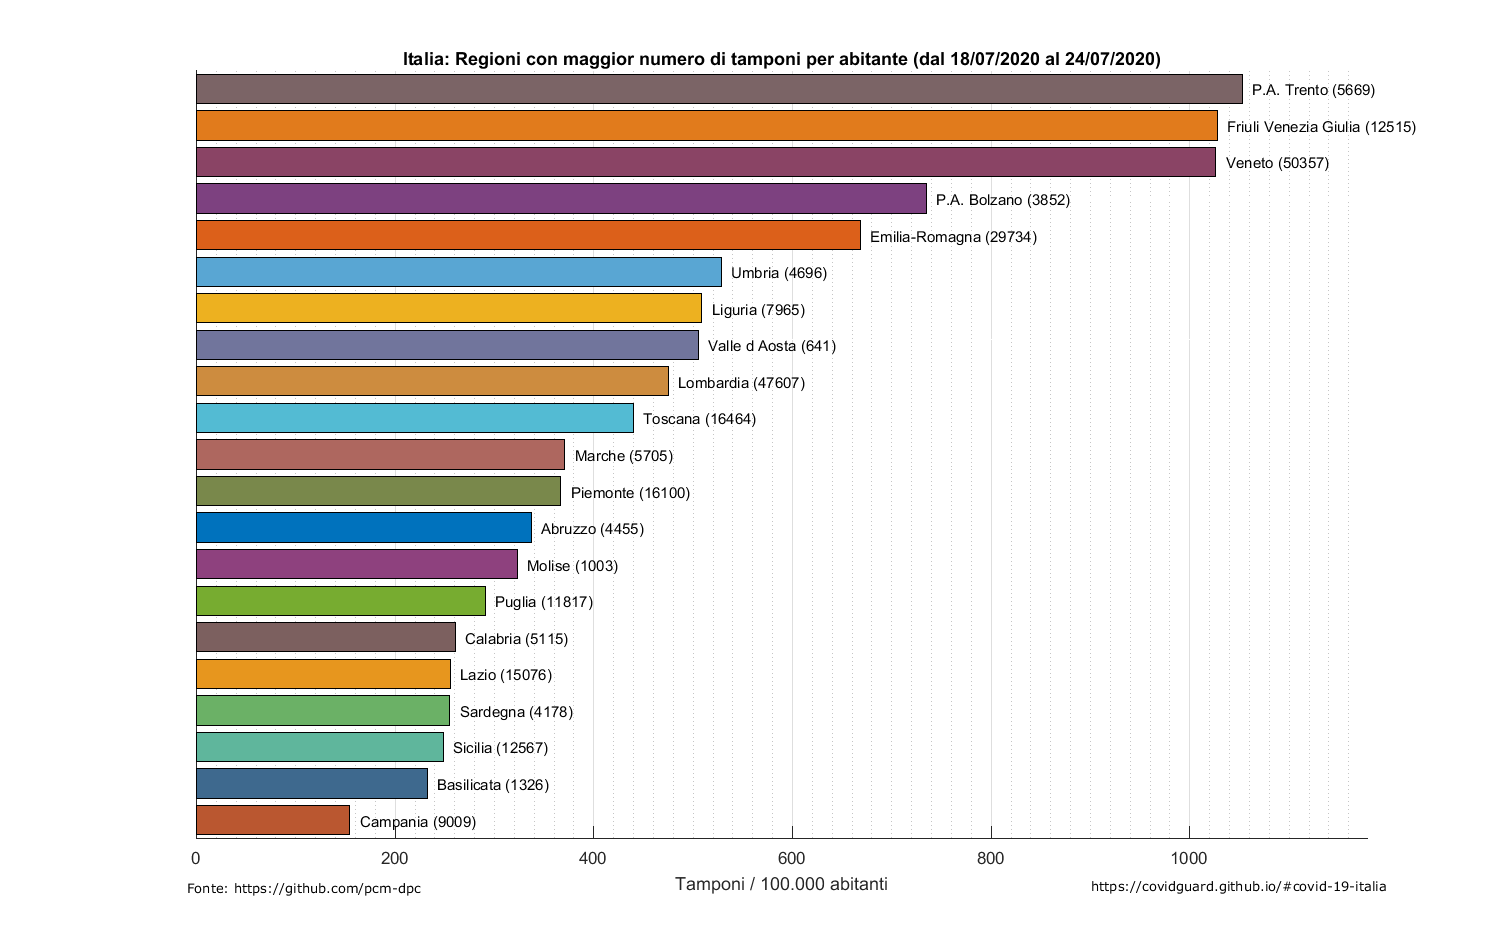 Italia: Regioni con maggior numero di tamponi per abitante (dal 18/07/2020 al 24/07/2020)
P.A. Trento (5669)
Friuli Venezia Giulia (12515)
Veneto (50357)
P.A. Bolzano (3852)
Emilia-Romagna (29734)
Umbria (4696)
Liguria (7965)
Valle d Aosta (641)
Lombardia (47607)
Toscana (16464)
Marche (5705)
Piemonte (16100)
Abruzzo (4455)
Molise (1003)
Puglia (11817)
Calabria (5115)
Lazio (15076)
Sardegna (4178)
Sicilia (12567)
Basilicata (1326)
Campania (9009)
0 200 400 600 800 1000
Tamponi / 100.000 abitanti
Fonte: https://github.com/pcm-dpc
https://covidguard.github.io/#covid-19-italia